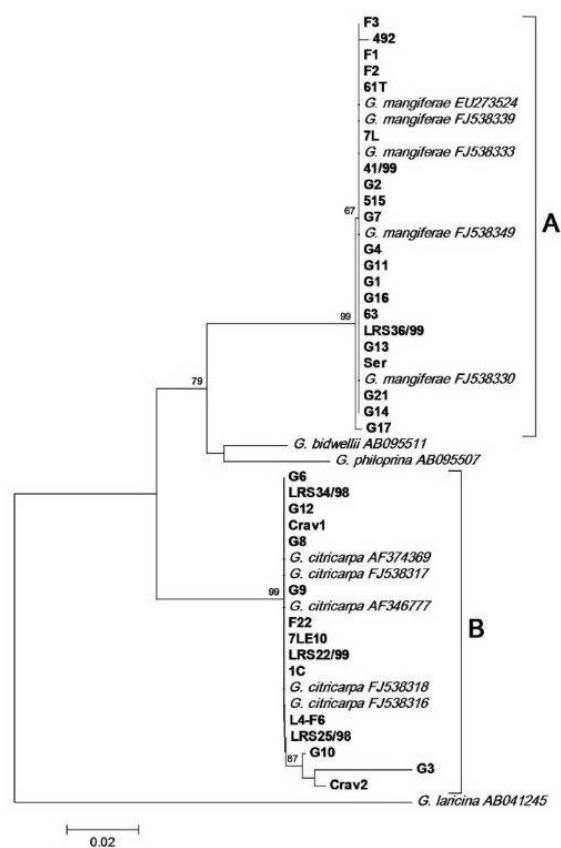 F3
492
F1
F2
61T
G. mangiferae EU273524
G. mangiferae FJ538339
7L
G. mangiferae FJ538333
41/99
G2
515
67
G7
A
G. mangiferae FJ538349
G4
G11
G1
G16
63
99
LRS36/99
G13
Ser
79
G. mangiferae FJ538330
G21
G14
G17
G. bidwellii AB095511
G. philoprina AB095507
G6
LRS34/98
G12
Crav1
G8
G. citricarpa AF374369
G. citricarpa FJ538317
99
G9
G. citricarpa AF346777
F22
B
7LE10
LRS22/99
1C
G. citricarpa FJ538318
G. citricarpa FJ538316
L4-F6
LRS25/98
87
G10
G3
Crav2
G. laricina AB041245
0.02